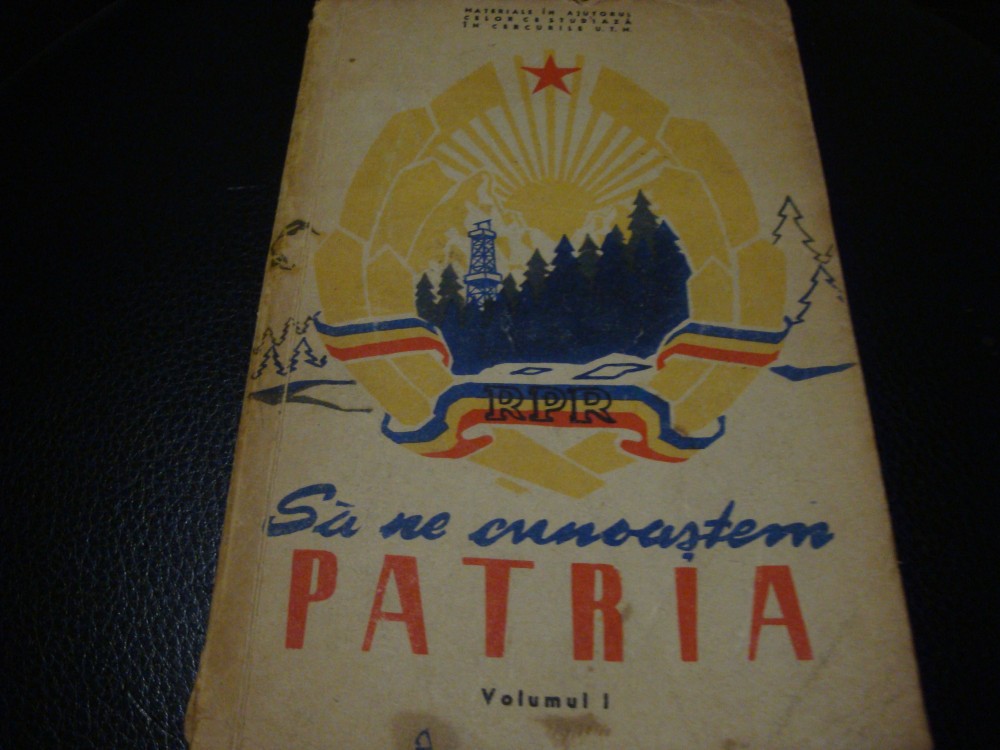 MATERIALE ÎN AJUTORUL
CELOR CE STUDIAZĂ
ÎN CERCURILE U.T.M.
RPR
Să ne cunoaștem
PATRIA
Volumul I